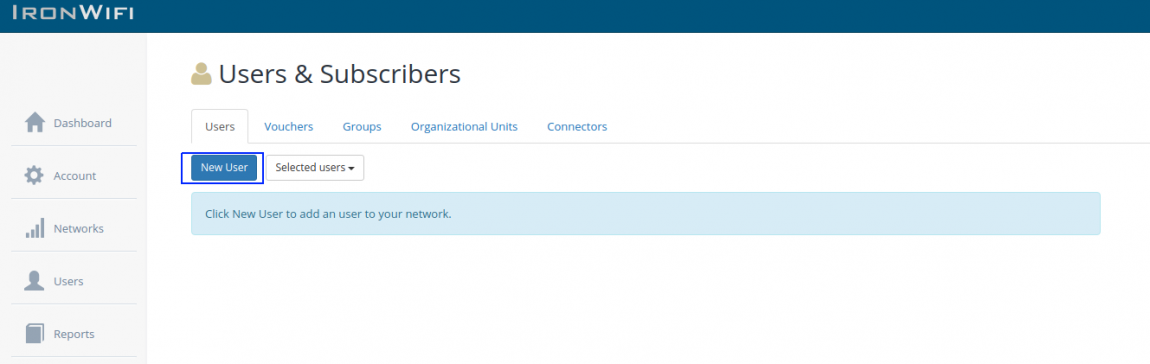 IRONWIFI
Users & Subscribers
Dashboard
Account
Networks
Users
Reports
Users Vouchers Groups Organizational Units Connectors
New User Selected users
Click New User to add an user to your network.